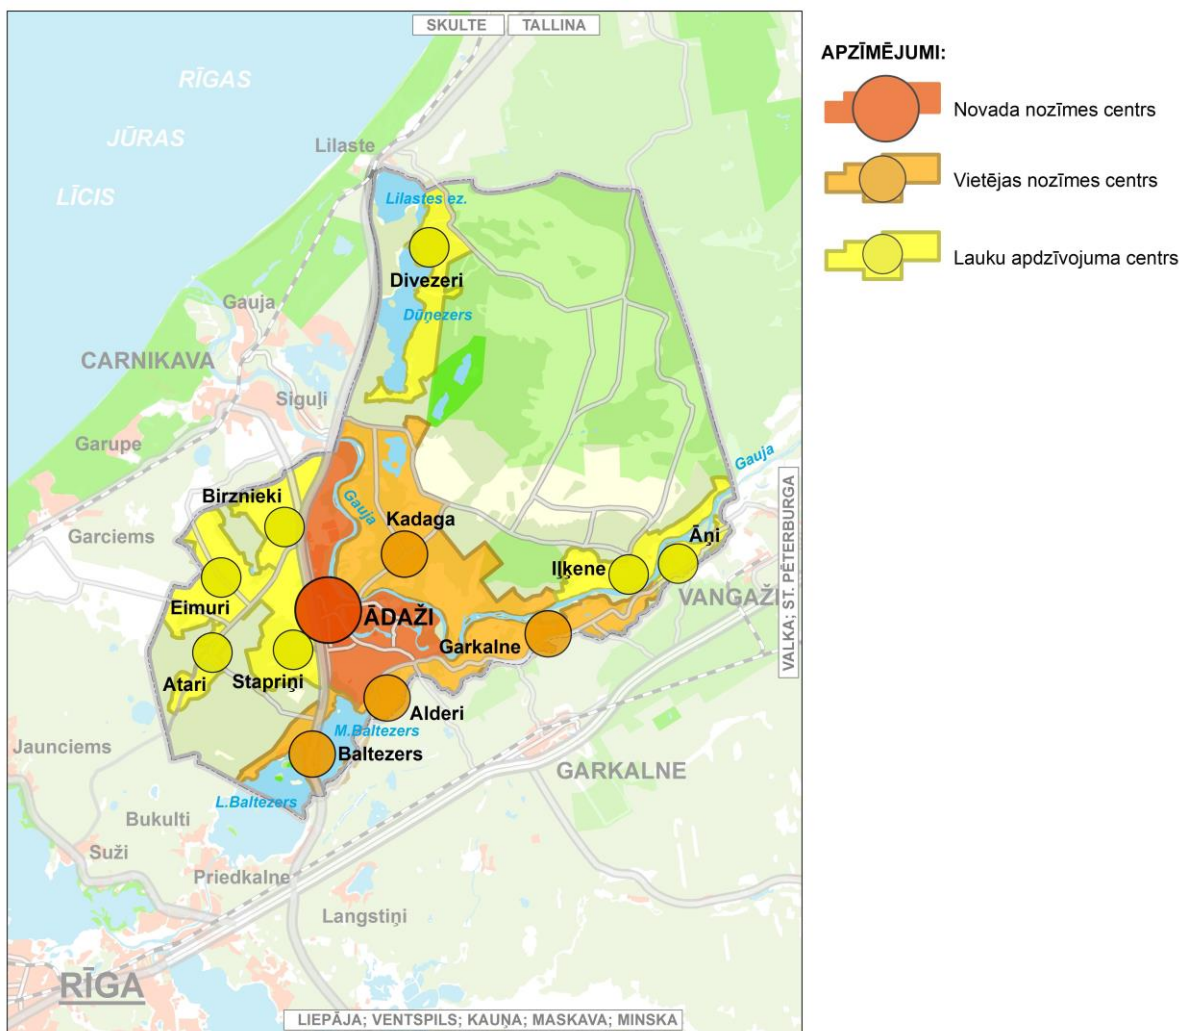 SKULTE
TALLINA
APZĪMĒJUMI:
RĪGAS
JŪRAS
LĪCIS
Novada nozīmes centrs
Vietējas nozīmes centrs
Lauku apdzīvojuma centrs
Lilaste
Lilastes ez.
Divezeri
Dūņezers
Gauja
CARNIKAVA
Siguļi
Garupe
Gauja
Birznieki
Gauja
Kadaga
Garciems
Āņi
Iļķene
VANGAŽI
VALKA; ST. PĒTERBURGA
Eimuri
ĀDAŽI
Garkalne
Atari
Stapriņi
Alderi
M.Baltezers
Jaunciems
Baltezers
GARKALNE
L.Baltezers
Bukulti
Suži
Priedkalne
Langstiņi
RĪGA
LIEPĀJA; VENTSPILS; KAUŅA; MASKAVA; MINSKA